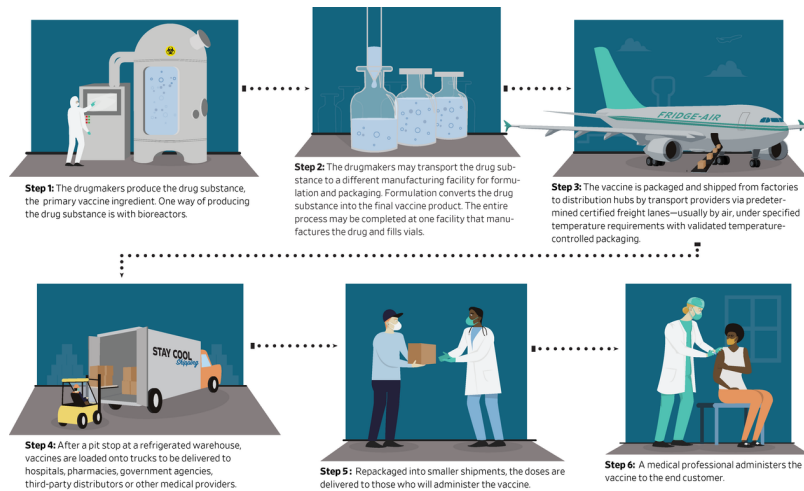 FRIDGE-AIR
Step 1: The drugmakers produce the drug substance,
the primary vaccine ingredient. One way of producing
the drug substance is with bioreactors.
Step 2: The drugmakers may transport the drug sub-
stance to a different manufacturing facility for formu-
lation and packaging. Formulation converts the drug
substance into the final vaccine product. The entire
process may be completed at one facility that manu-
factures the drug and fills vials.
Step 3: The vaccine is packaged and shipped from factories
to distribution hubs by transport providers via predeter-
mined certified freight lanes—usually by air, under specified
temperature requirements with validated temperature-
controlled packaging.
STAY COOL
Shipping
Step 4: After a pit stop at a refrigerated warehouse,
vaccines are loaded onto trucks to be delivered to
hospitals, pharmacies, government agencies,
third-party distributors or other medical providers.
Step 5 : Repackaged into smaller shipments, the doses are
delivered to those who will administer the vaccine.
Step 6: A medical professional administers the
vaccine to the end customer.